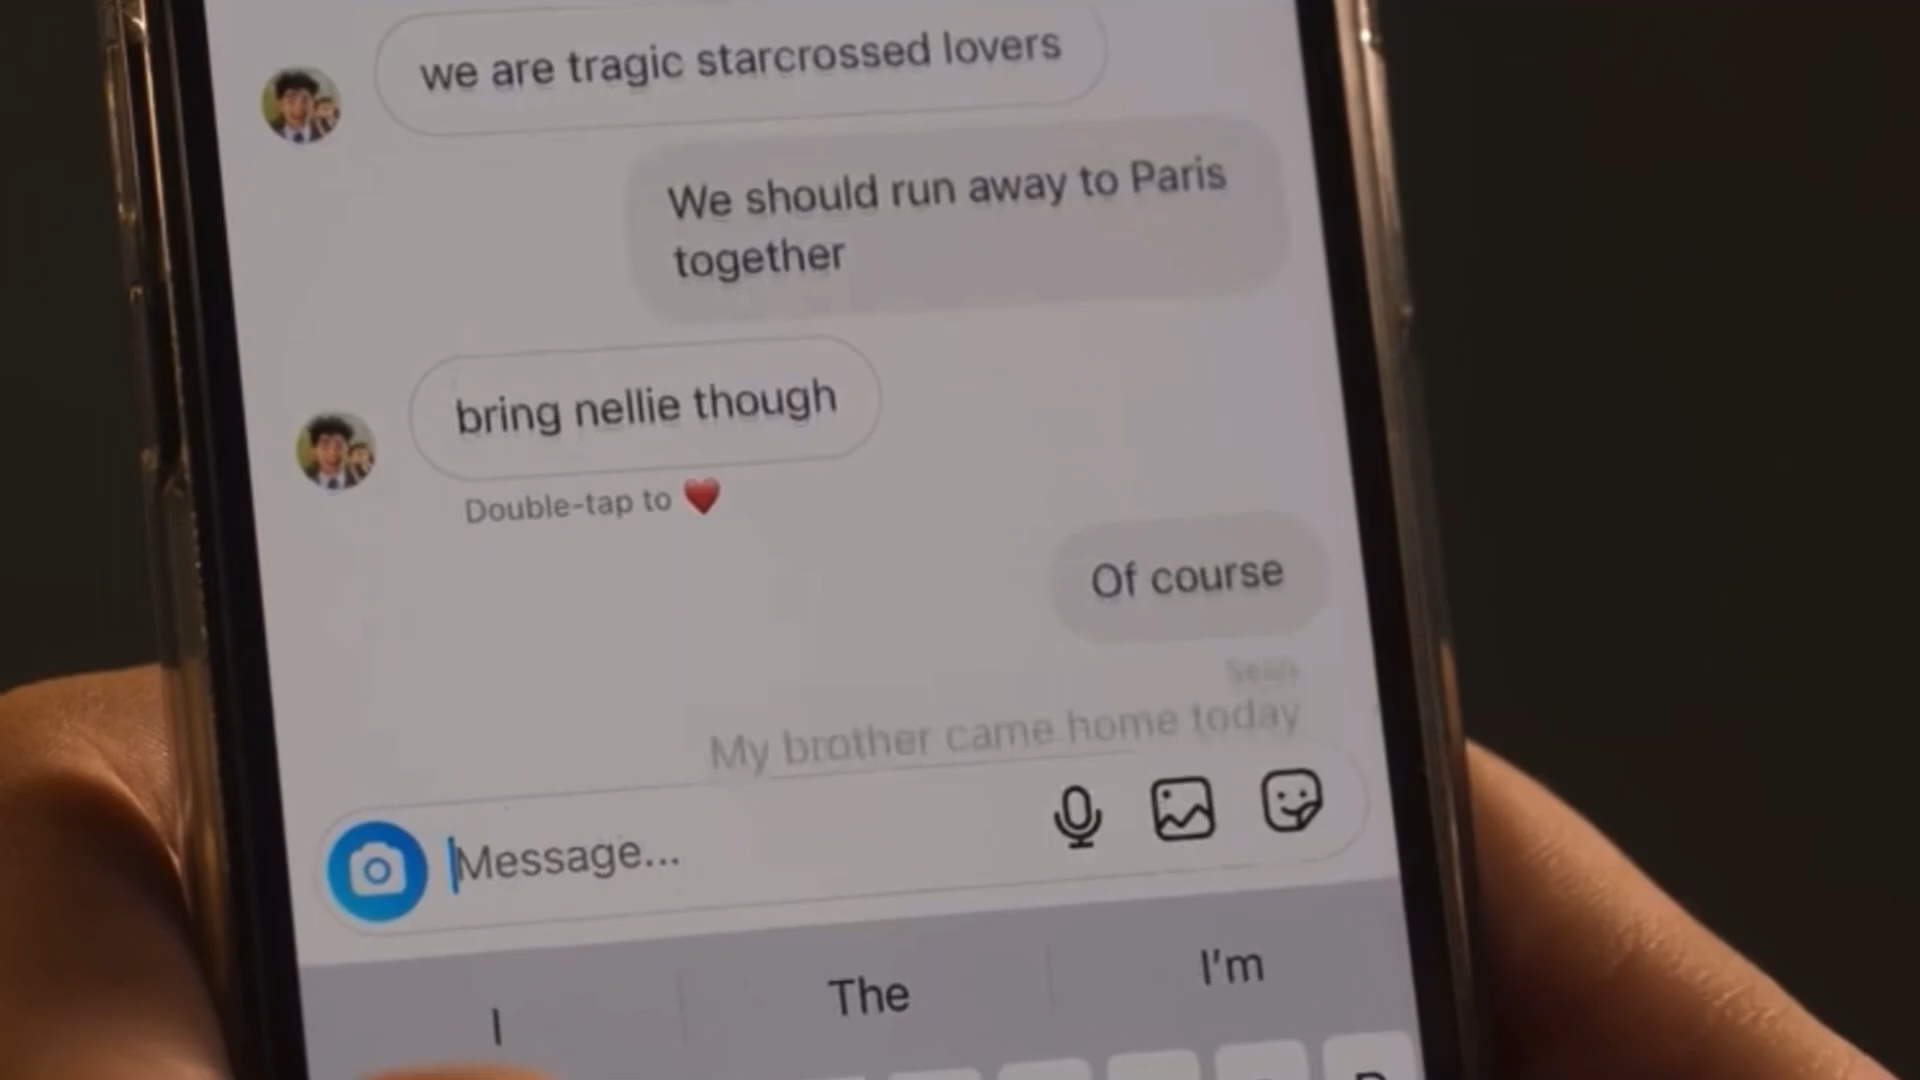 we are tragic starcrossed lovers
We should run away to Paris
together
bring nellie though
Double-tap to ❤️
Of course
Seen
My brother came home today
Message...
I
The
I'm